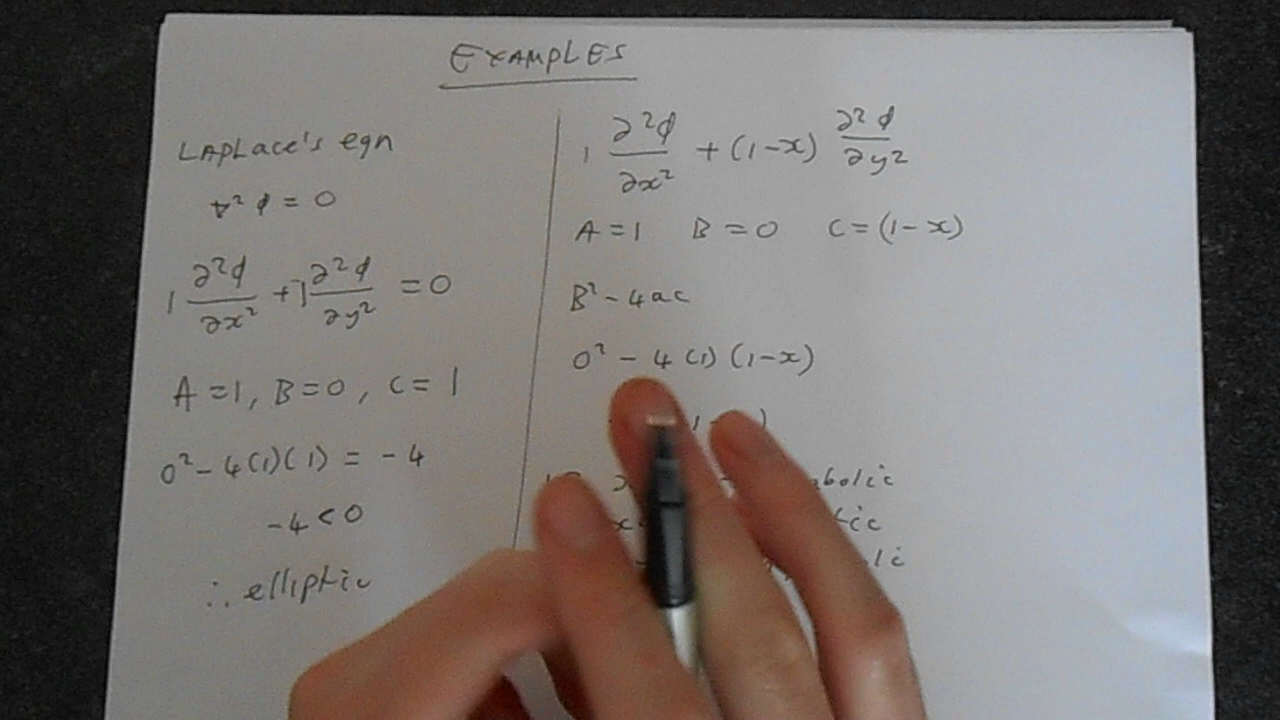 EXAMPLES
LAPLace's eqn
∇² ϕ = 0
1 ∂²ϕ/∂x² + 1 ∂²ϕ/∂y² = 0
A = 1, B = 0, C = 1
0² - 4(1)(1) = -4
-4 < 0
∴ elliptic
1 ∂²ϕ/∂x² + (1-x) ∂²ϕ/∂y²
A = 1 B = 0 C = (1-x)
B² - 4ac
0² - 4 (1) (1-x)